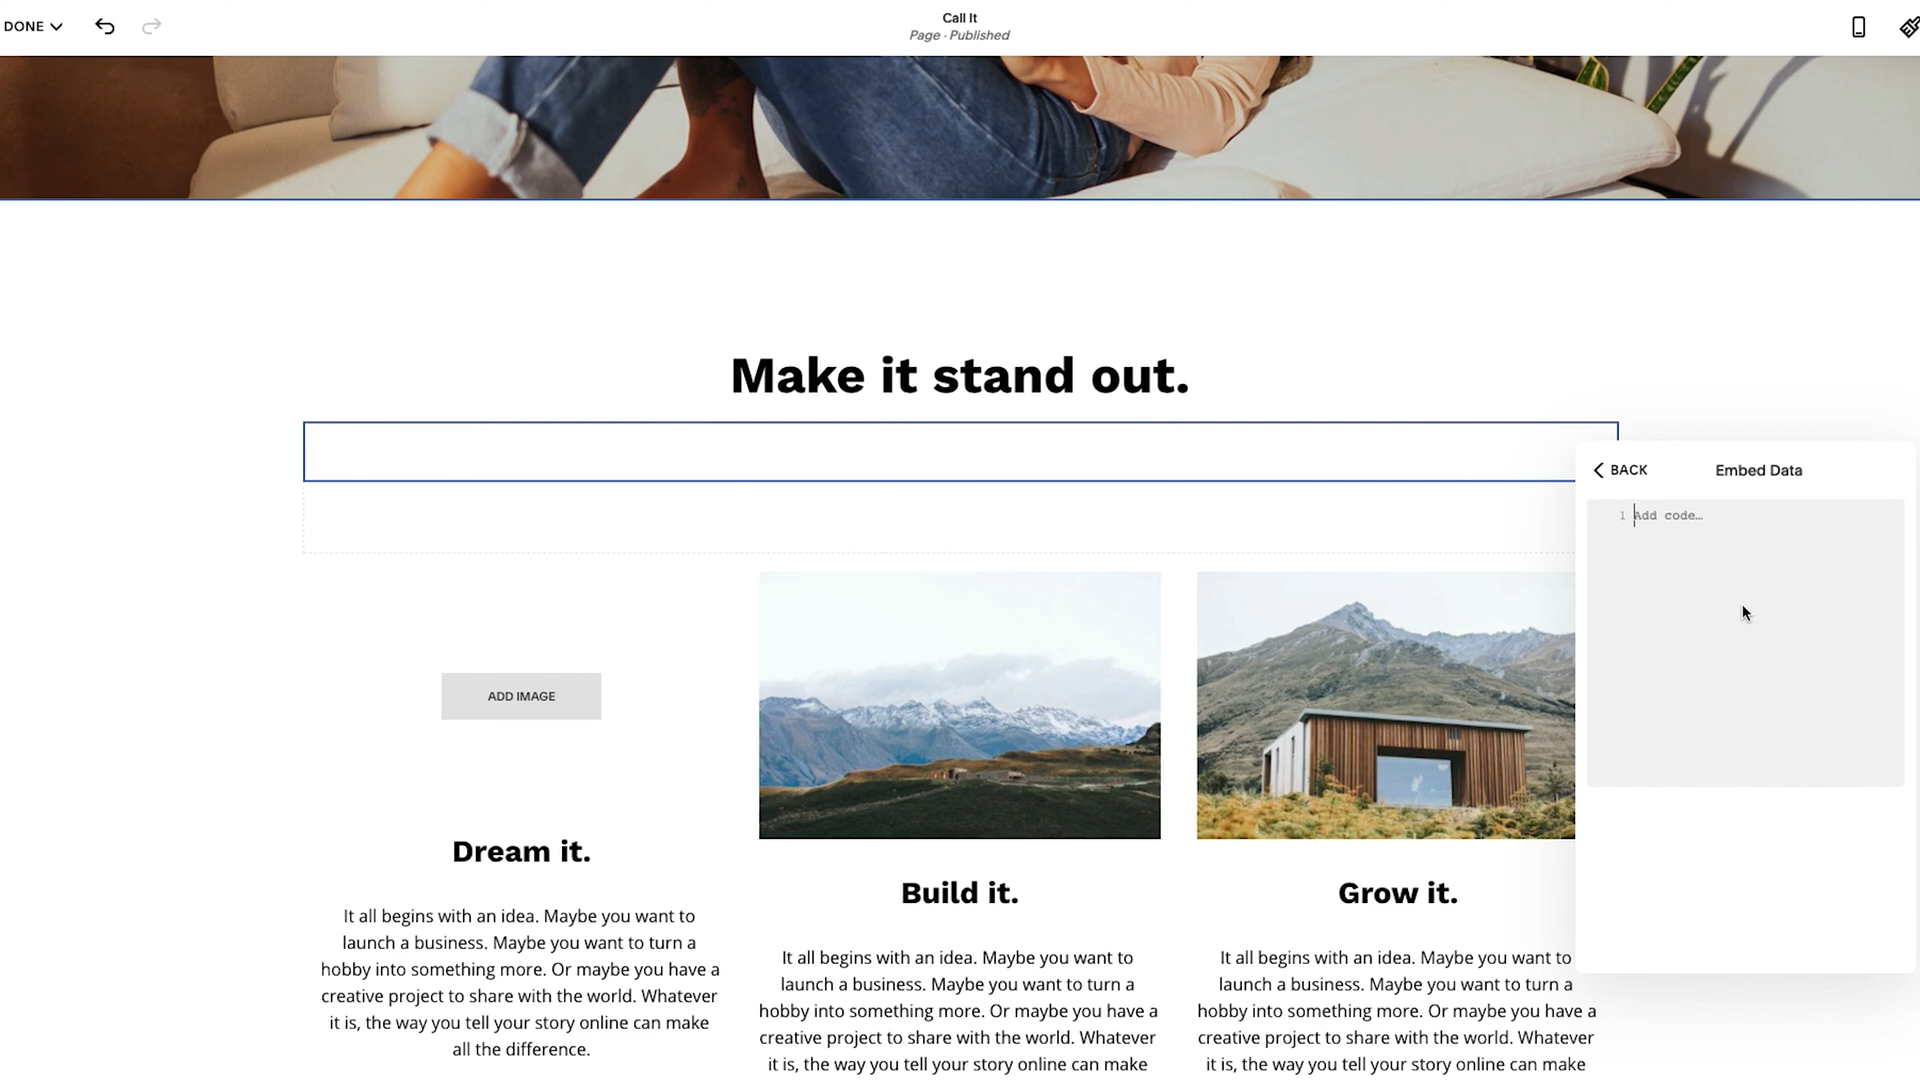 DONE
Call It
Page · Published
Make it stand out.
BACK
Embed Data
1 Add code…
ADD IMAGE
Dream it.
It all begins with an idea. Maybe you want to
launch a business. Maybe you want to turn a
hobby into something more. Or maybe you have a
creative project to share with the world. Whatever
it is, the way you tell your story online can make
all the difference.
Build it.
It all begins with an idea. Maybe you want to
launch a business. Maybe you want to turn a
hobby into something more. Or maybe you have a
creative project to share with the world. Whatever
it is, the way you tell your story online can make
Grow it.
It all begins with an idea. Maybe you want to
launch a business. Maybe you want to turn a
hobby into something more. Or maybe you have a
creative project to share with the world. Whatever
it is, the way you tell your story online can make